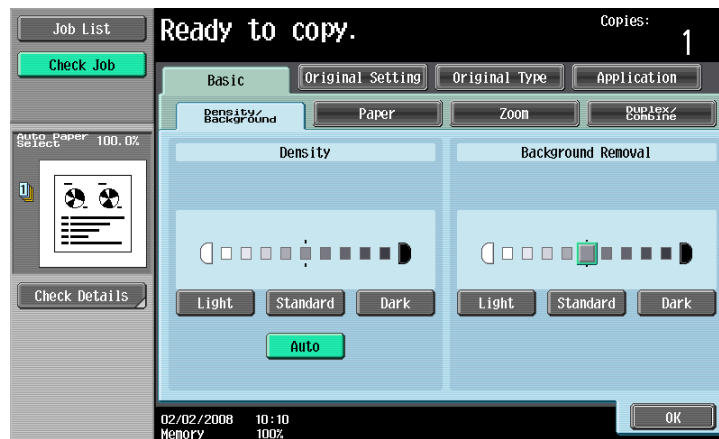 Job List
Ready to copy.
Copies:
1
Check Job
Basic
Original Setting
Original Type
Application
Density/
Background
Paper
Zoom
Duplex/
Combine
Auto Paper
Select
100.0%
Density
Background Removal
1
Check Details
Light
Standard
Dark
Light
Standard
Dark
Auto
02/02/2008 10:10
Memory 100%
OK